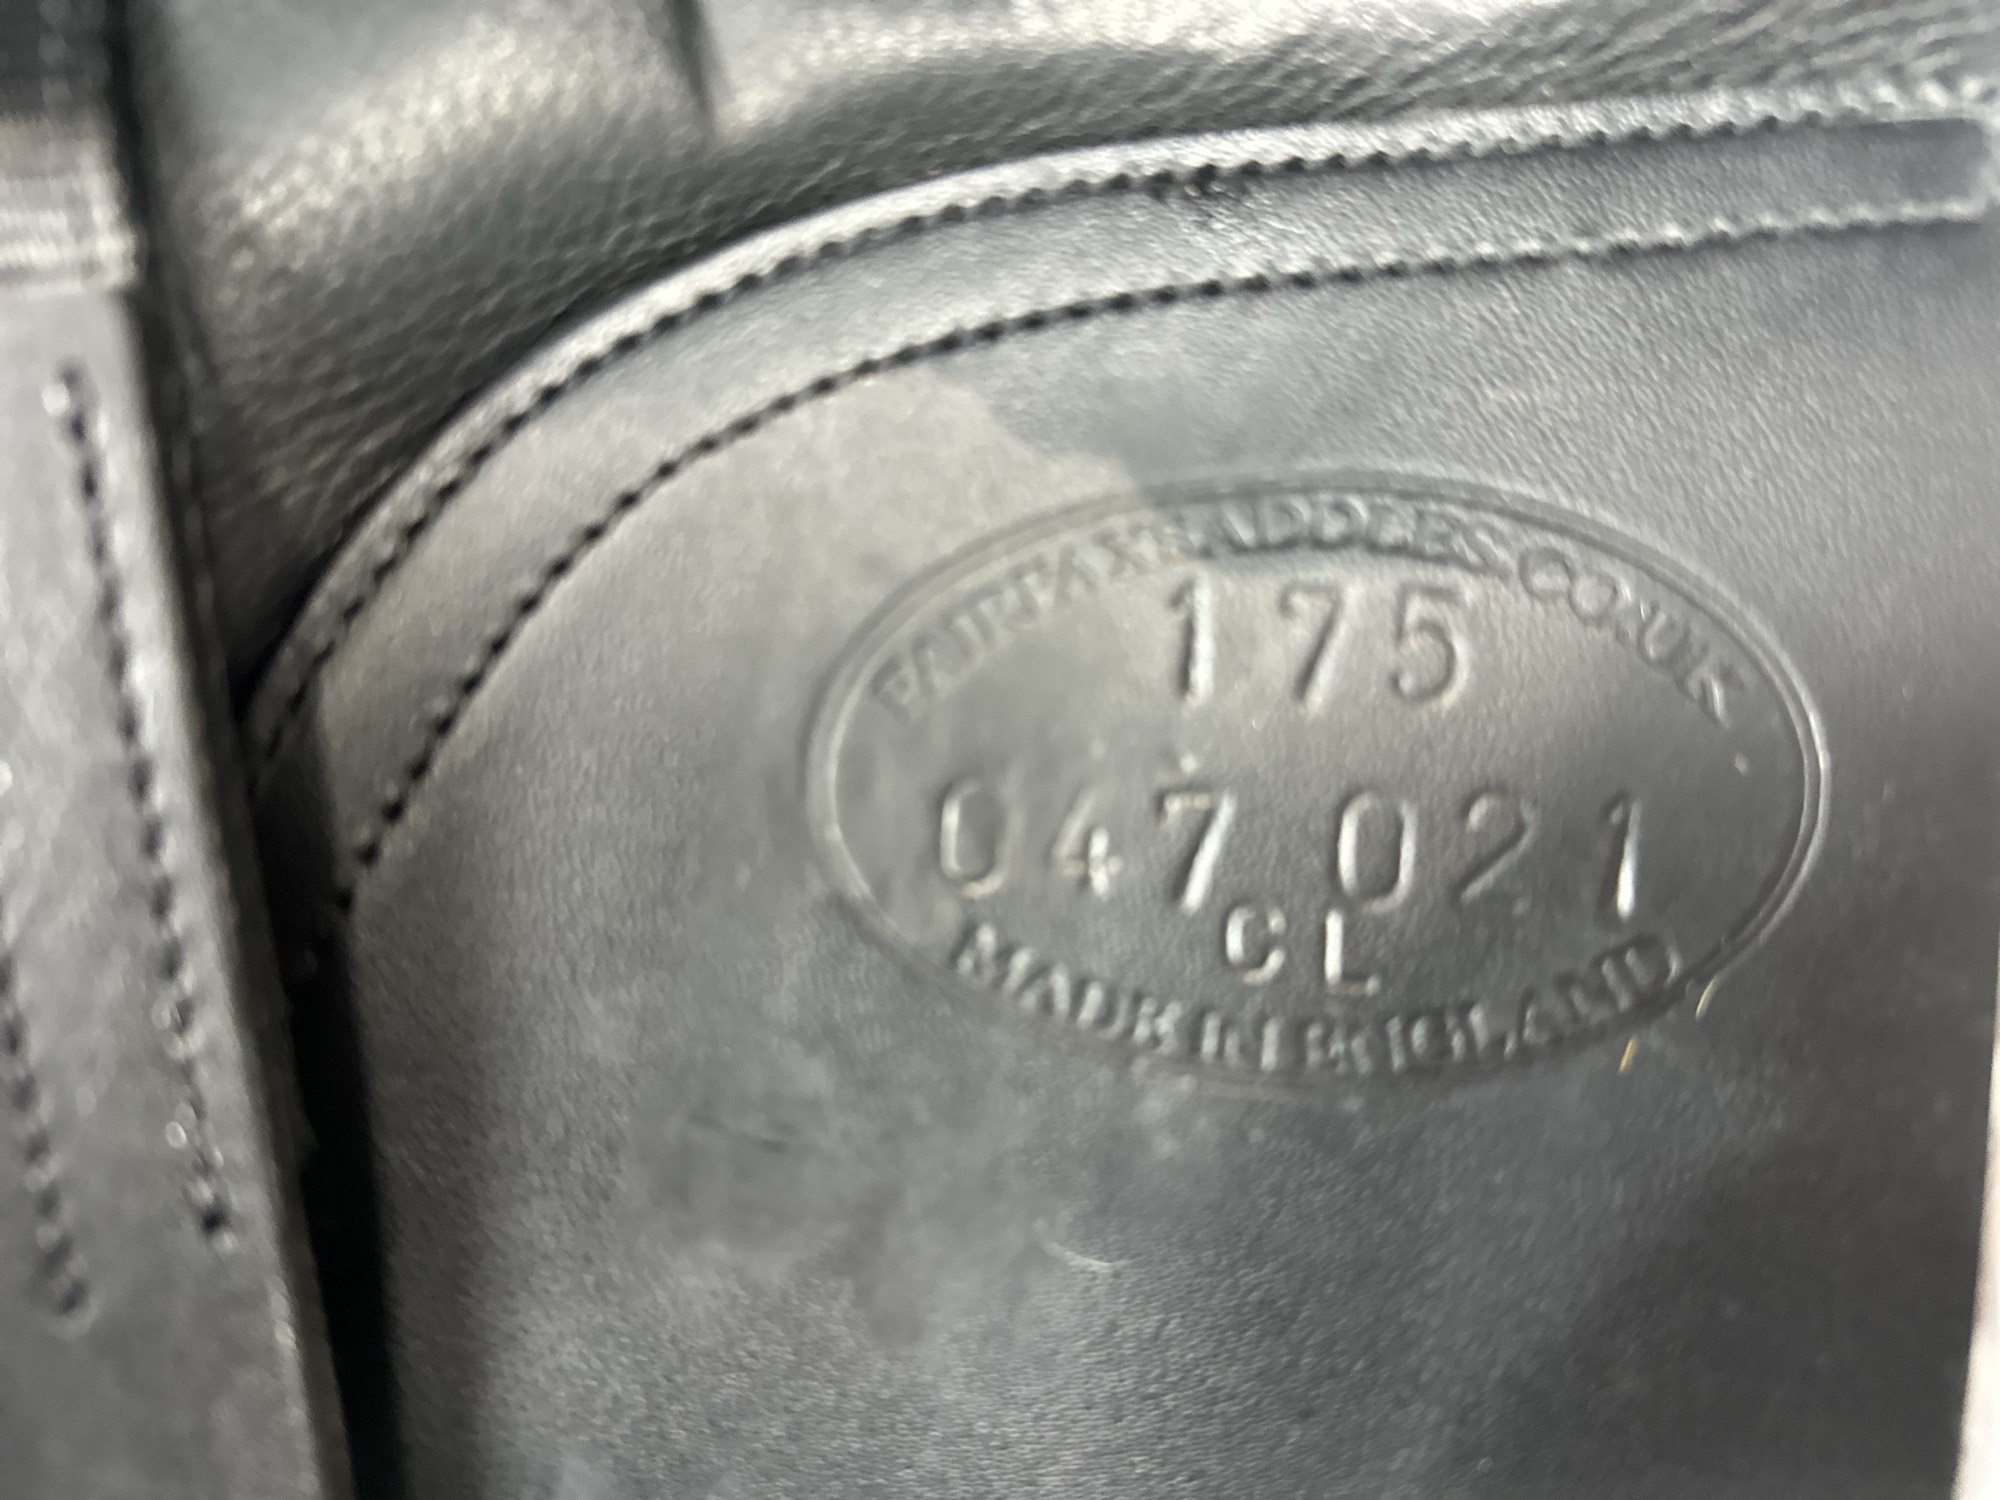 FAIRFAXSADDLES.CO.UK
175
047 021
CL
MADE IN ENGLAND